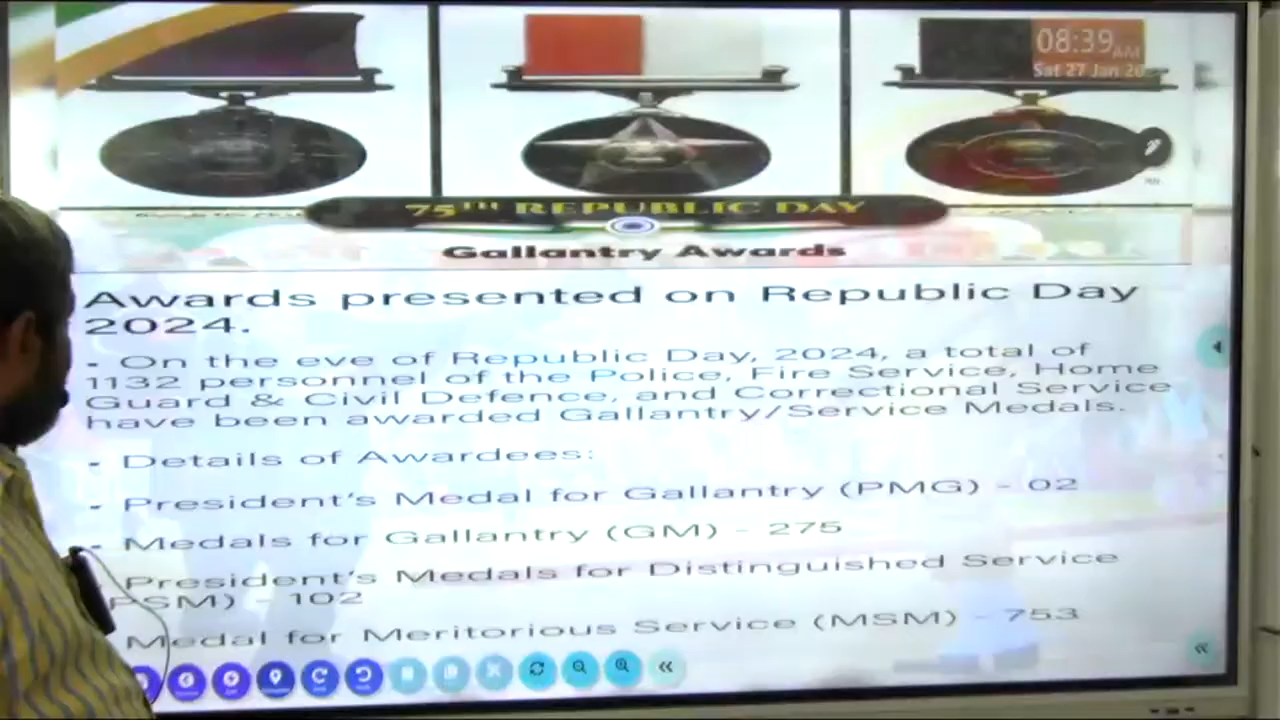 08:39 AM
Sat 27 Jan 20
75TH REPUBLIC DAY
Gallantry Awards
Awards presented on Republic Day
2024.
- On the eve of Republic Day, 2024, a total of
1132 personnel of the Police, Fire Service, Home
Guard & Civil Defence, and Correctional Service
have been awarded Gallantry/Service Medals.
- Details of Awardees:
- President's Medal for Gallantry (PMG) - 02
- Medals for Gallantry (GM) - 275
President's Medals for Distinguished Service
PSM) - 102
Medal for Meritorious Service (MSM) - 753